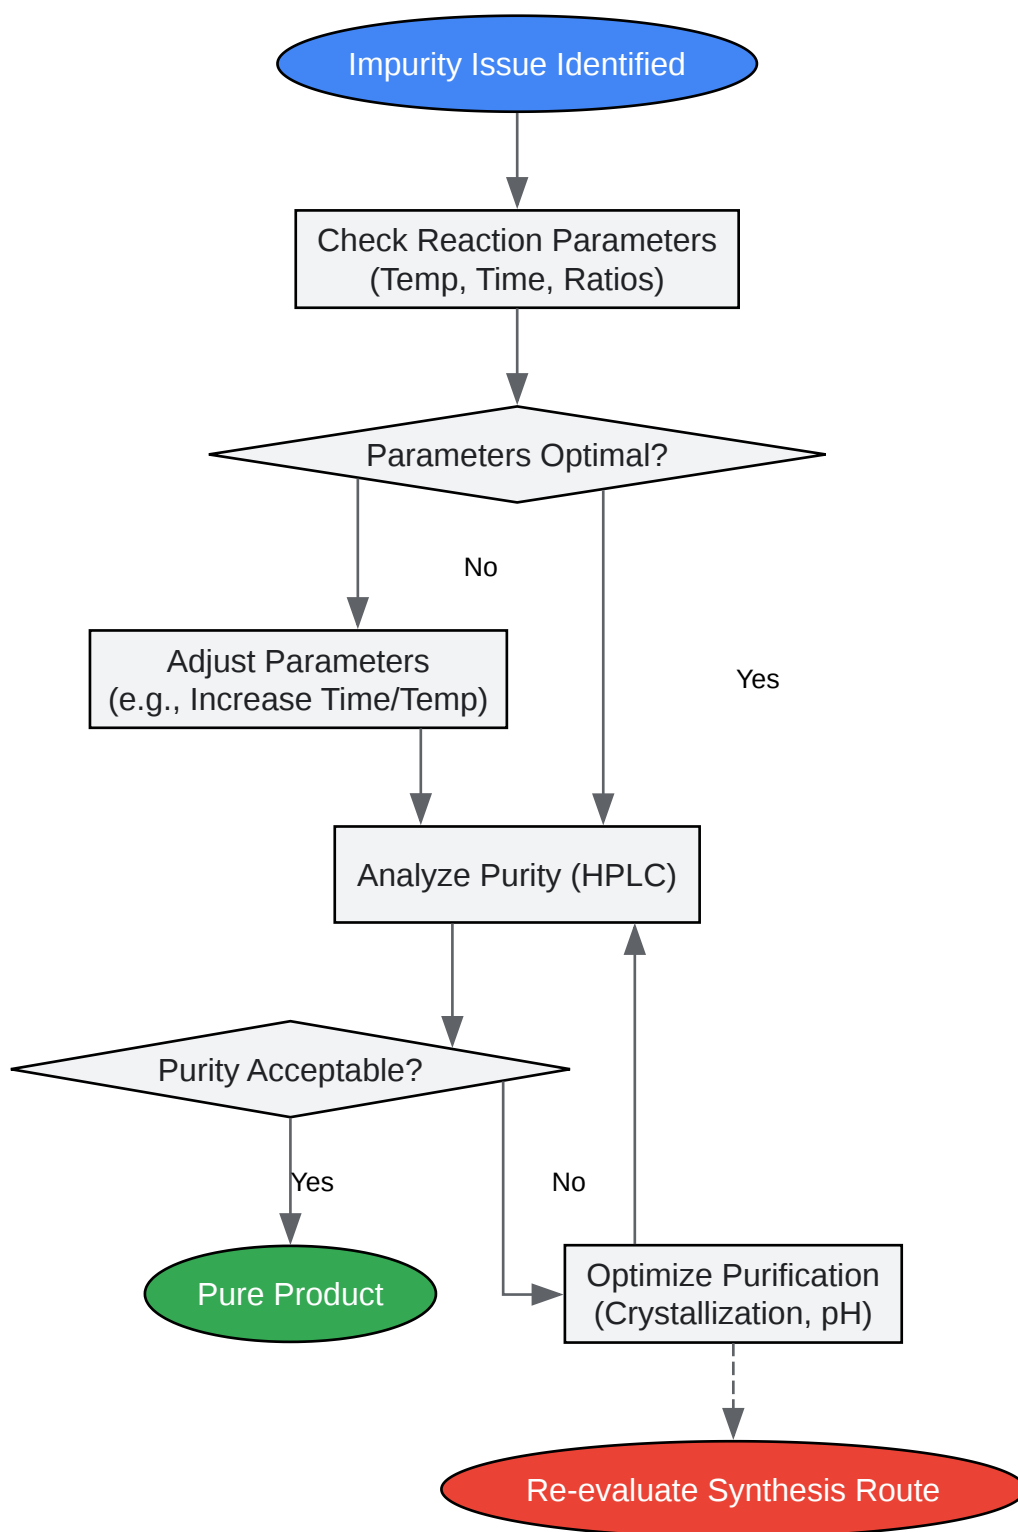 Impurity Issue Identified
Check Reaction Parameters
(Temp, Time, Ratios)
Parameters Optimal?
No
Adjust Parameters
(e.g., Increase Time/Temp)
Yes
Analyze Purity (HPLC)
Purity Acceptable?
Yes
No
Pure Product
Optimize Purification
(Crystallization, pH)
Re-evaluate Synthesis Route